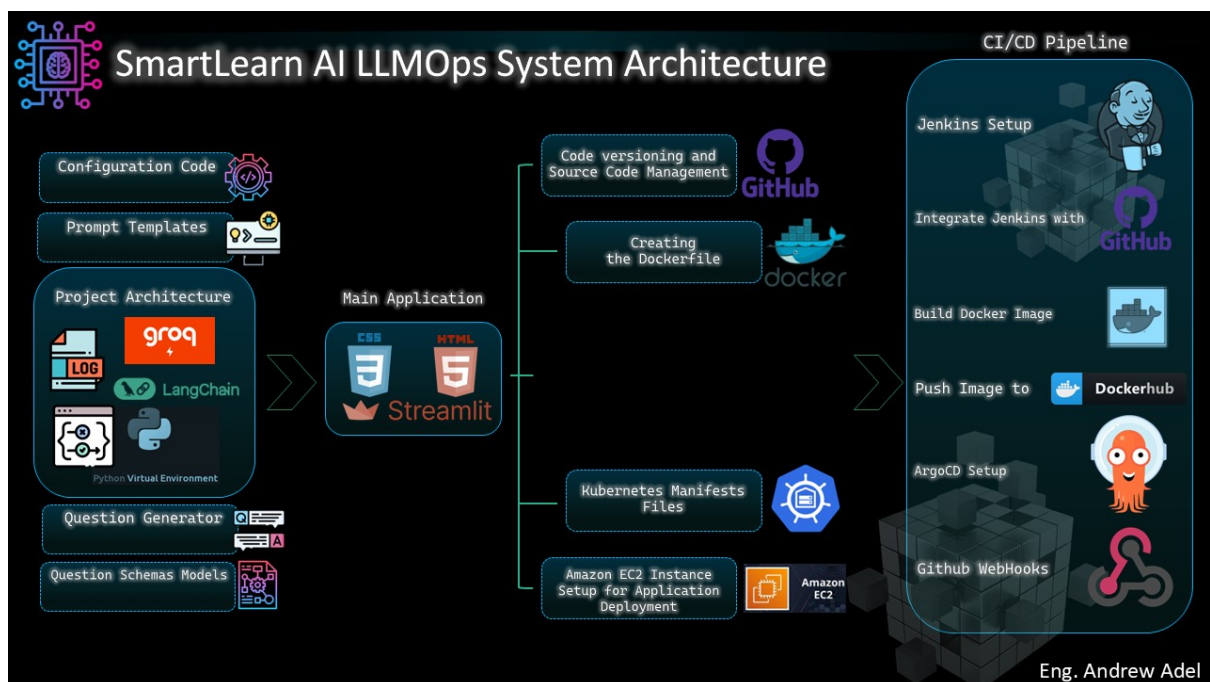 SmartLearn AI LLMOps System Architecture
CI/CD Pipeline
Configuration Code
Prompt Templates
Project Architecture
LOG
groq
LangChain
Python Virtual Environment
Question Generator
Q
A
Question Schemas Models
Main Application
CSS
3
HTML
5
Streamlit
Code versioning and
Source Code Management
GitHub
Creating
the Dockerfile
docker
Kubernetes Manifests
Files
Amazon EC2 Instance
Setup for Application
Deployment
Amazon
EC2
Jenkins Setup
Integrate Jenkins with
GitHub
Build Docker Image
Push Image to
Dockerhub
ArgoCD Setup
Github WebHooks
Eng. Andrew Adel